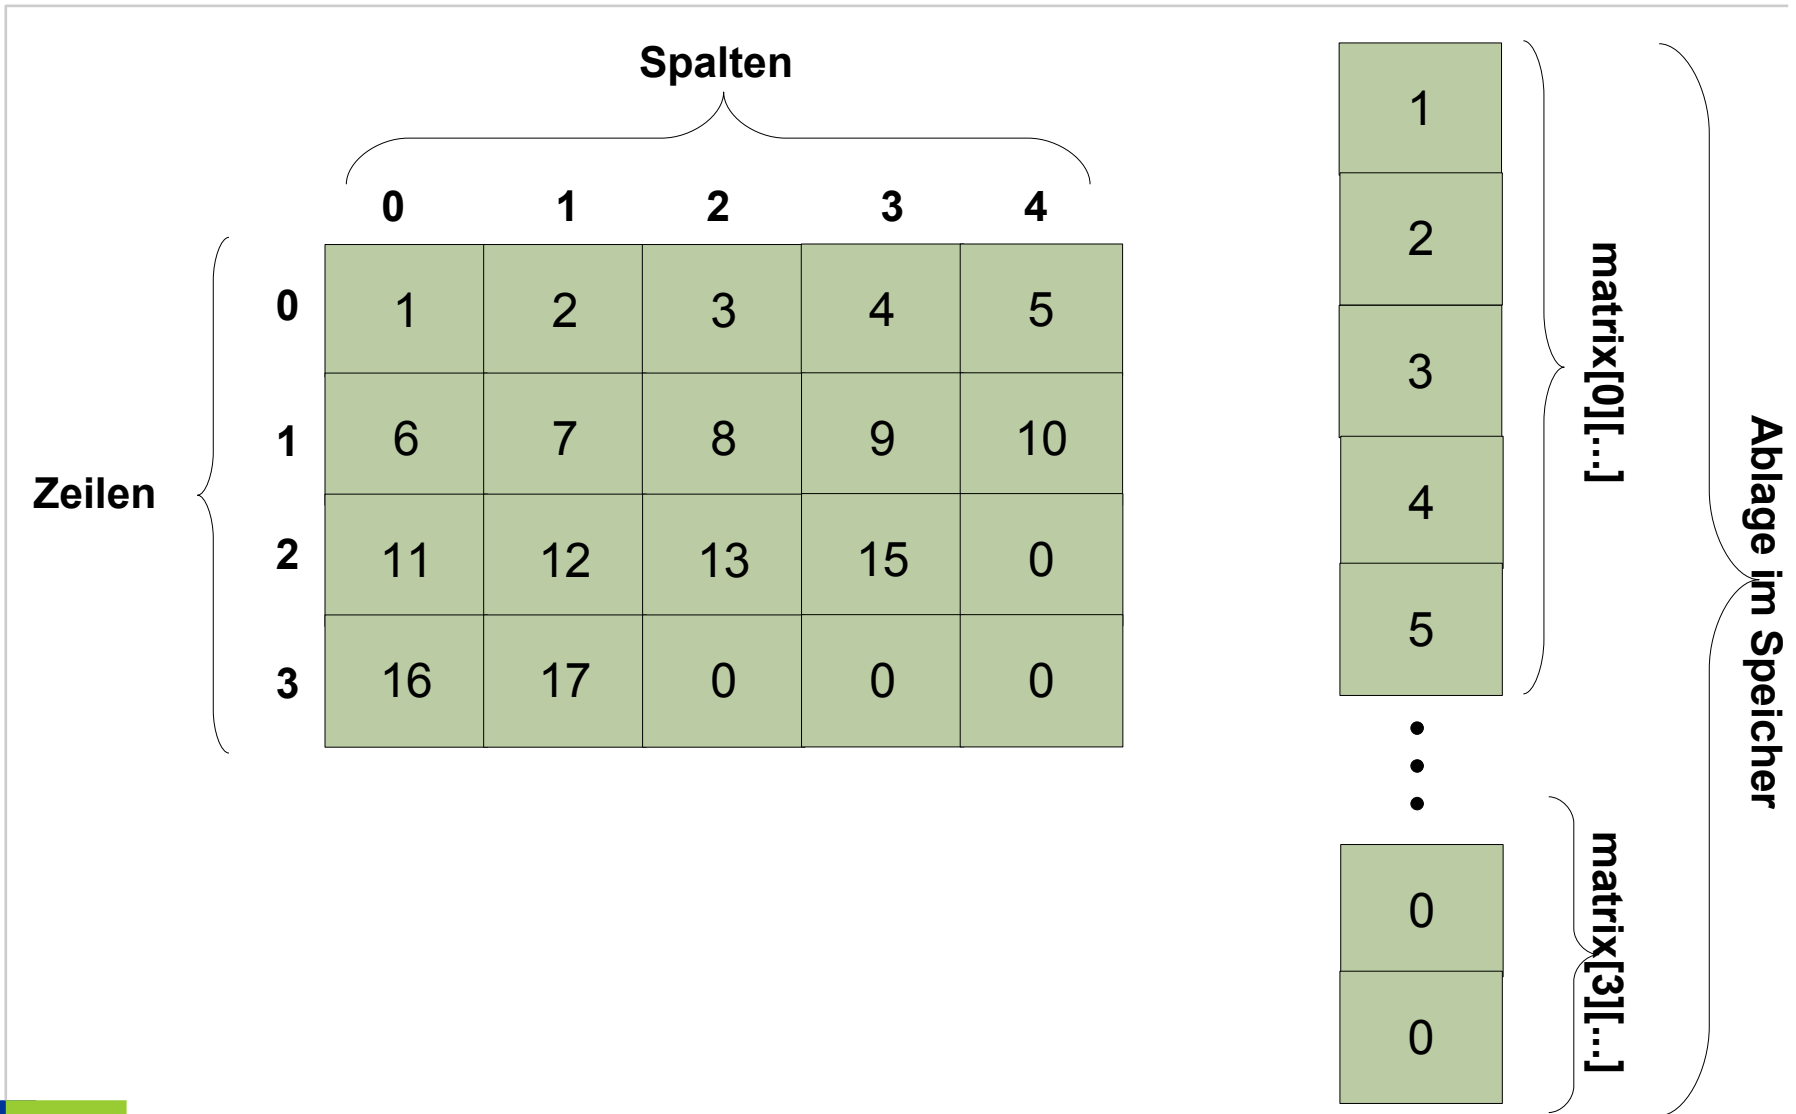 Spalten
0 1 2 3 4
Zeilen
0 1 2 3 4 5
1 6 7 8 9 10
2 11 12 13 15 0
3 16 17 0 0 0
1
2
3
4
5
matrix[0][...]
0
0
matrix[3][...]
Ablage im Speicher